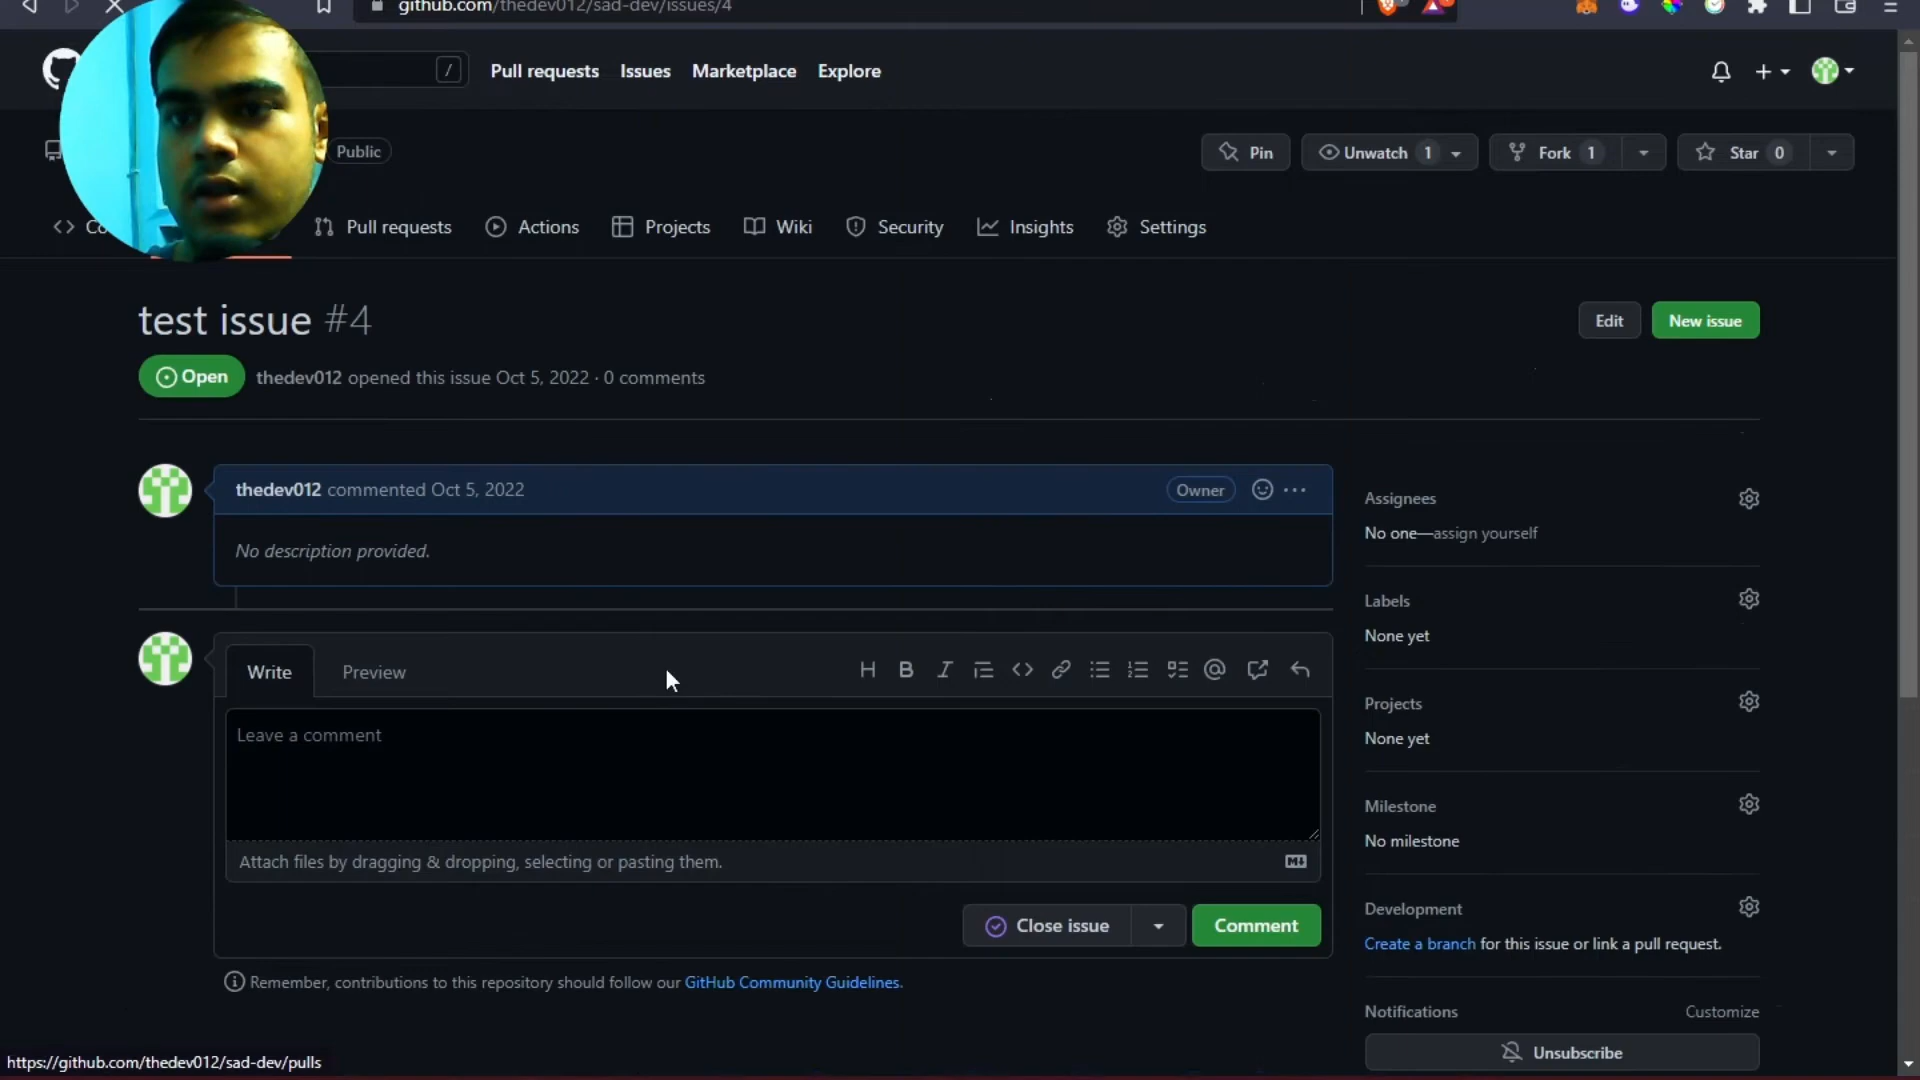 github.com/thedev012/sad-dev/issues/4
/
Pull requests Issues Marketplace Explore
Public
Pin Unwatch 1 Fork 1 Star 0
Pull requests Actions Projects Wiki Security Insights Settings
test issue #4
Edit New issue
Open thedev012 opened this issue Oct 5, 2022 · 0 comments
thedev012 commented Oct 5, 2022 Owner ···
No description provided.
Assignees
No one—assign yourself
Labels
None yet
Write Preview H B I @
Projects
None yet
Leave a comment
Milestone
No milestone
Attach files by dragging & dropping, selecting or pasting them.
Close issue Comment
Development
Create a branch for this issue or link a pull request.
Remember, contributions to this repository should follow our GitHub Community Guidelines.
Notifications Customize
Unsubscribe
https://github.com/thedev012/sad-dev/pulls